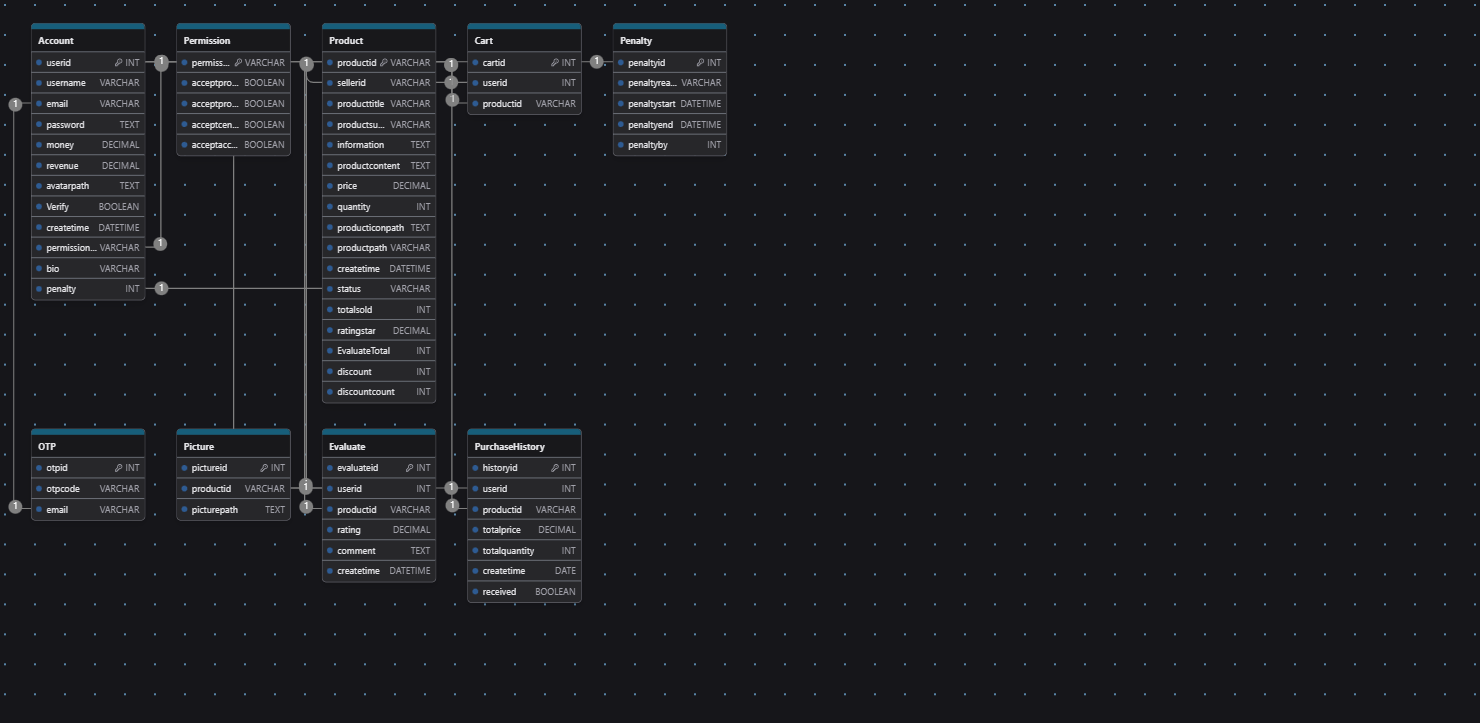 Account
userid INT
username VARCHAR
email VARCHAR
password TEXT
money DECIMAL
revenue DECIMAL
avatarpath TEXT
Verify BOOLEAN
createtime DATETIME
permission... VARCHAR
bio VARCHAR
penalty INT
Permission
permiss... VARCHAR
acceptpro... BOOLEAN
acceptpro... BOOLEAN
acceptcen... BOOLEAN
acceptacc... BOOLEAN
Product
productid VARCHAR
sellerid VARCHAR
producttitle VARCHAR
productsu... VARCHAR
information TEXT
productcontent TEXT
price DECIMAL
quantity INT
producticonpath TEXT
productpath VARCHAR
createtime DATETIME
status VARCHAR
totalsold INT
ratingstar DECIMAL
EvaluateTotal INT
discount INT
discountcount INT
Cart
cartid INT
userid INT
productid VARCHAR
Penalty
penaltyid INT
penaltyrea... VARCHAR
penaltystart DATETIME
penaltyend DATETIME
penaltyby INT
1
1
1
1
1
1
1
1
OTP
otpid INT
otpcode VARCHAR
email VARCHAR
Picture
pictureid INT
productid VARCHAR
picturepath TEXT
Evaluate
evaluateid INT
userid INT
productid VARCHAR
rating DECIMAL
comment TEXT
createtime DATETIME
PurchaseHistory
historyid INT
userid INT
productid VARCHAR
totalprice DECIMAL
totalquantity INT
createtime DATE
received BOOLEAN
1
1
1
1
1